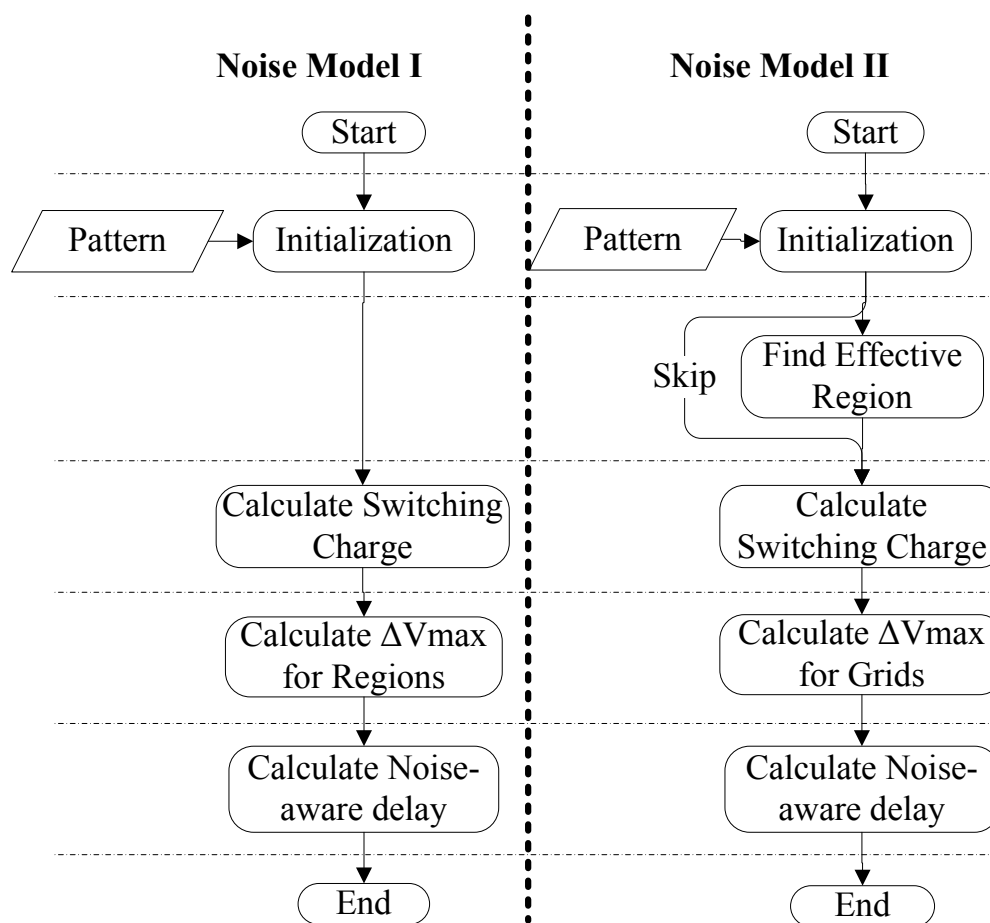 Noise Model I
Start
Pattern
Initialization
Calculate Switching
Charge
Calculate ΔVmax
for Regions
Calculate Noise-
aware delay
End
Noise Model II
Start
Pattern
Initialization
Skip
Find Effective
Region
Calculate
Switching Charge
Calculate ΔVmax
for Grids
Calculate Noise-
aware delay
End